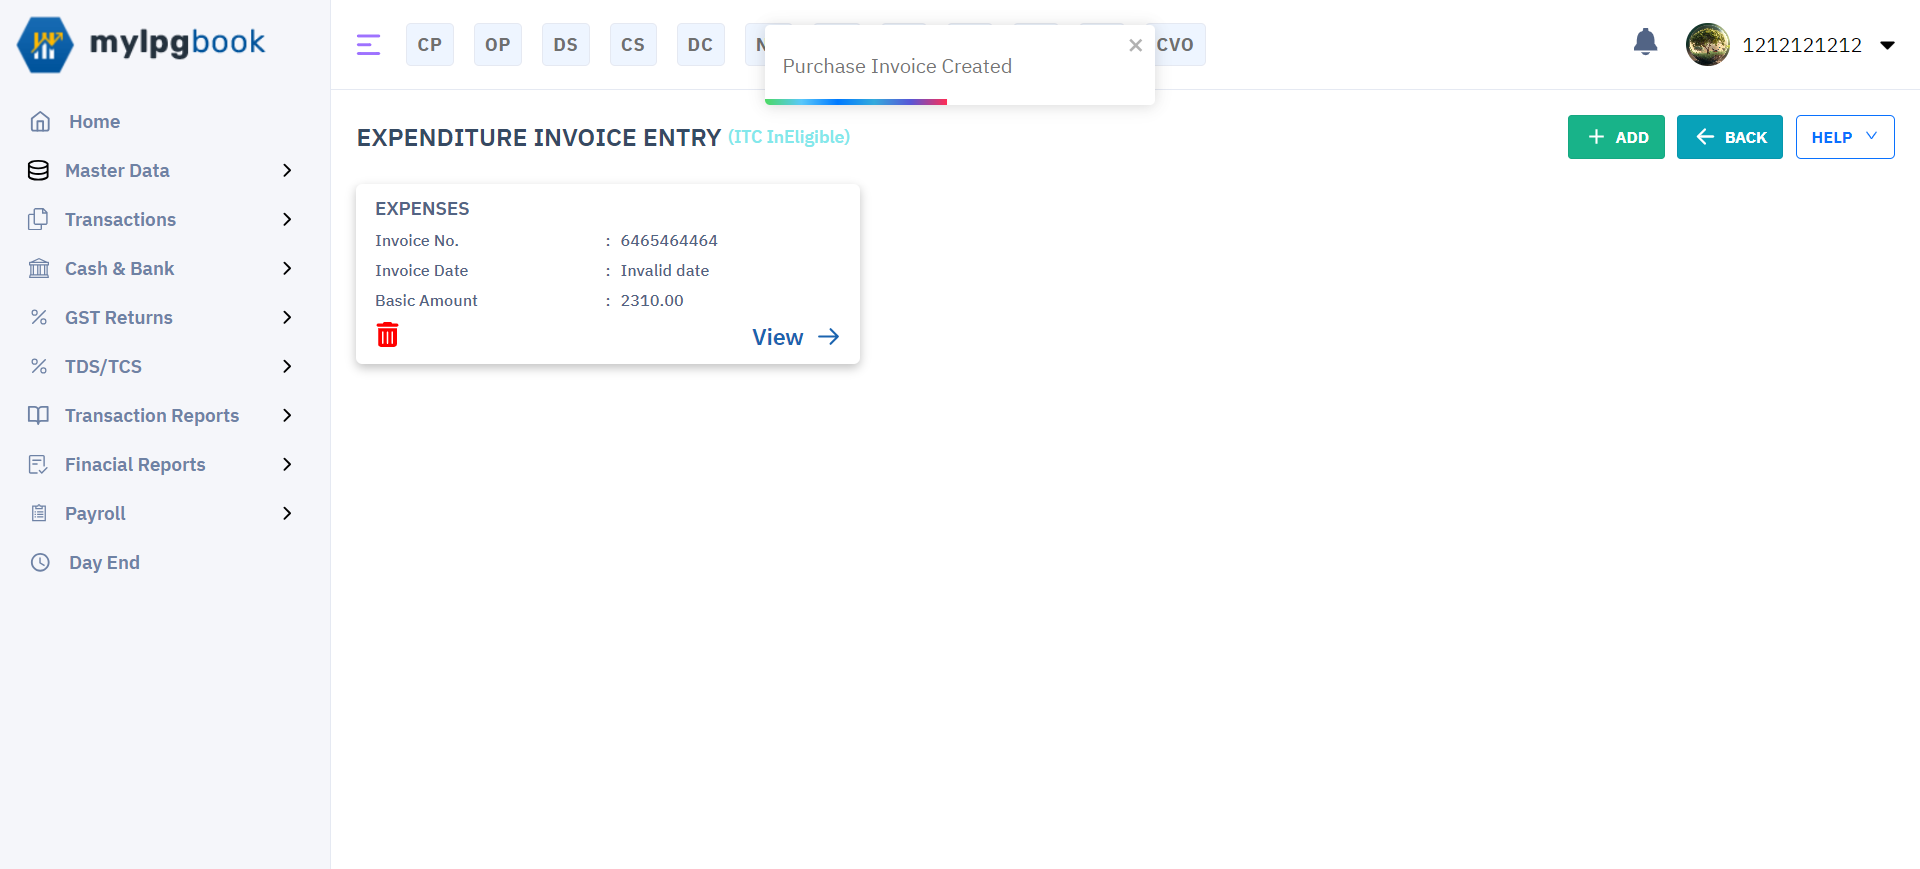 mylpgbook
CP OP DS CS DC CVO
Purchase Invoice Created
1212121212
Home
Master Data
Transactions
Cash & Bank
GST Returns
TDS/TCS
Transaction Reports
Finacial Reports
Payroll
Day End
EXPENDITURE INVOICE ENTRY (ITC InEligible)
ADD
BACK
HELP
EXPENSES
Invoice No. : 6465464464
Invoice Date : Invalid date
Basic Amount : 2310.00
View